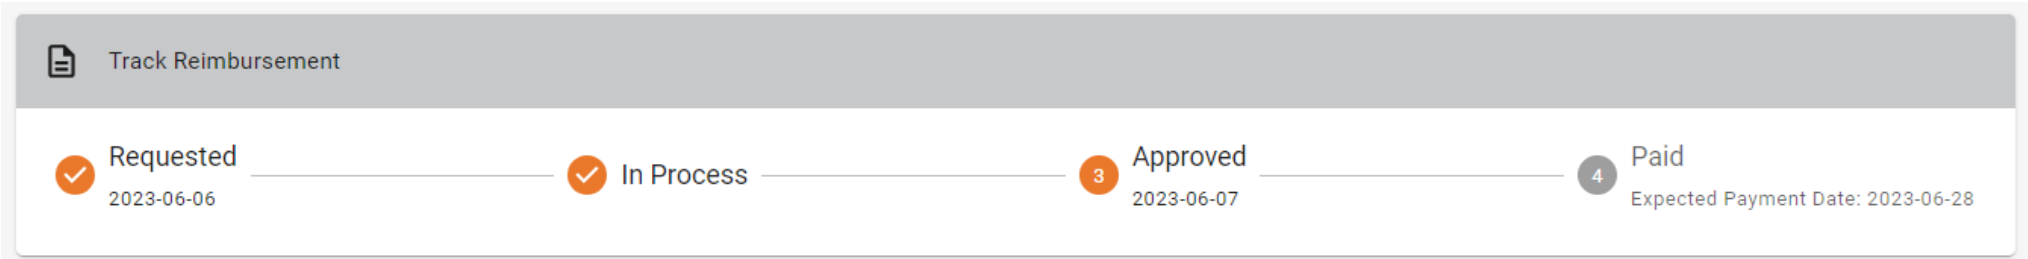 Track Reimbursement
Requested
2023-06-06
In Process
3
Approved
2023-06-07
4
Paid
Expected Payment Date: 2023-06-28